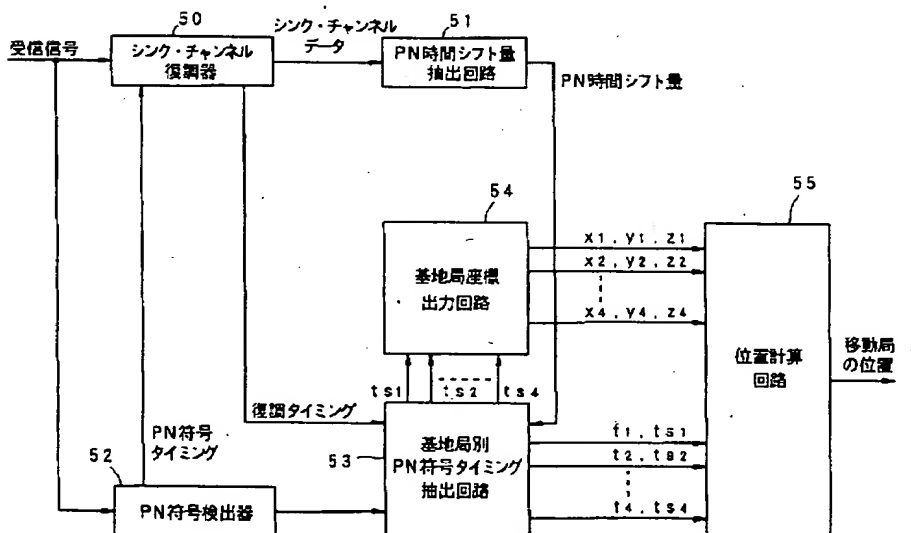 50
シンク・チャンネル
データ
51
受信信号
シンク・チャンネル
復調器
PN時間シフト量
抽出回路
PN時間シフト量
54
55
基地局座標
出力回路
x1, y1, z1
x2, y2, z2
x4, y4, z4
位置計算
回路
移動局
の位置
ts1
ts2
ts4
復調タイミング
PN符号
タイミング
53
基地局別
PN符号タイミング
抽出回路
t1, ts1
t2, ts2
t4, ts4
52
PN符号検出器